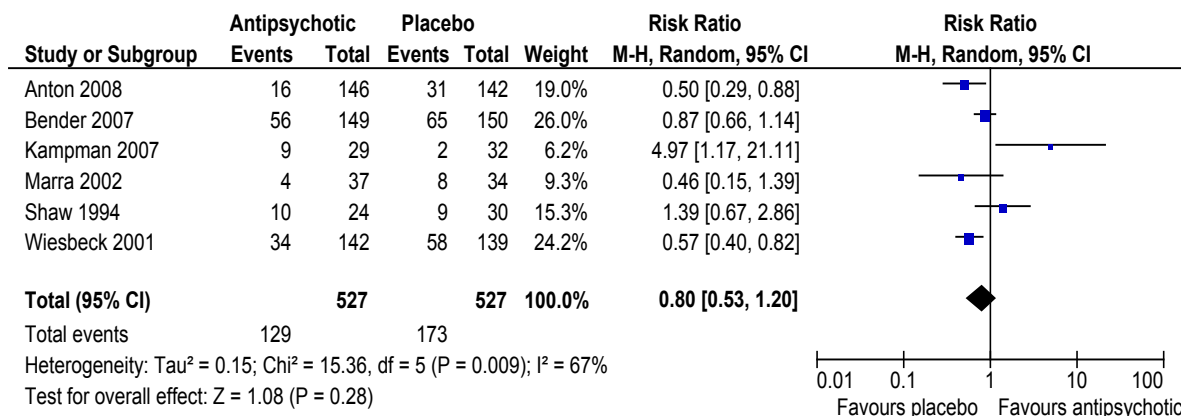 Antipsychotic Placebo Risk Ratio Risk Ratio
Study or Subgroup Events Total Events Total Weight M-H, Random, 95% CI M-H, Random, 95% CI
Anton 2008 16 146 31 142 19.0% 0.50 [0.29, 0.88]
Bender 2007 56 149 65 150 26.0% 0.87 [0.66, 1.14]
Kampman 2007 9 29 2 32 6.2% 4.97 [1.17, 21.11]
Marra 2002 4 37 8 34 9.3% 0.46 [0.15, 1.39]
Shaw 1994 10 24 9 30 15.3% 1.39 [0.67, 2.86]
Wiesbeck 2001 34 142 58 139 24.2% 0.57 [0.40, 0.82]
Total (95% CI) 527 527 100.0% 0.80 [0.53, 1.20]
Total events 129 173
Heterogeneity: Tau² = 0.15; Chi² = 15.36, df = 5 (P = 0.009); I² = 67%
Test for overall effect: Z = 1.08 (P = 0.28)
0.01 0.1 1 10 100
Favours placebo Favours antipsychotic